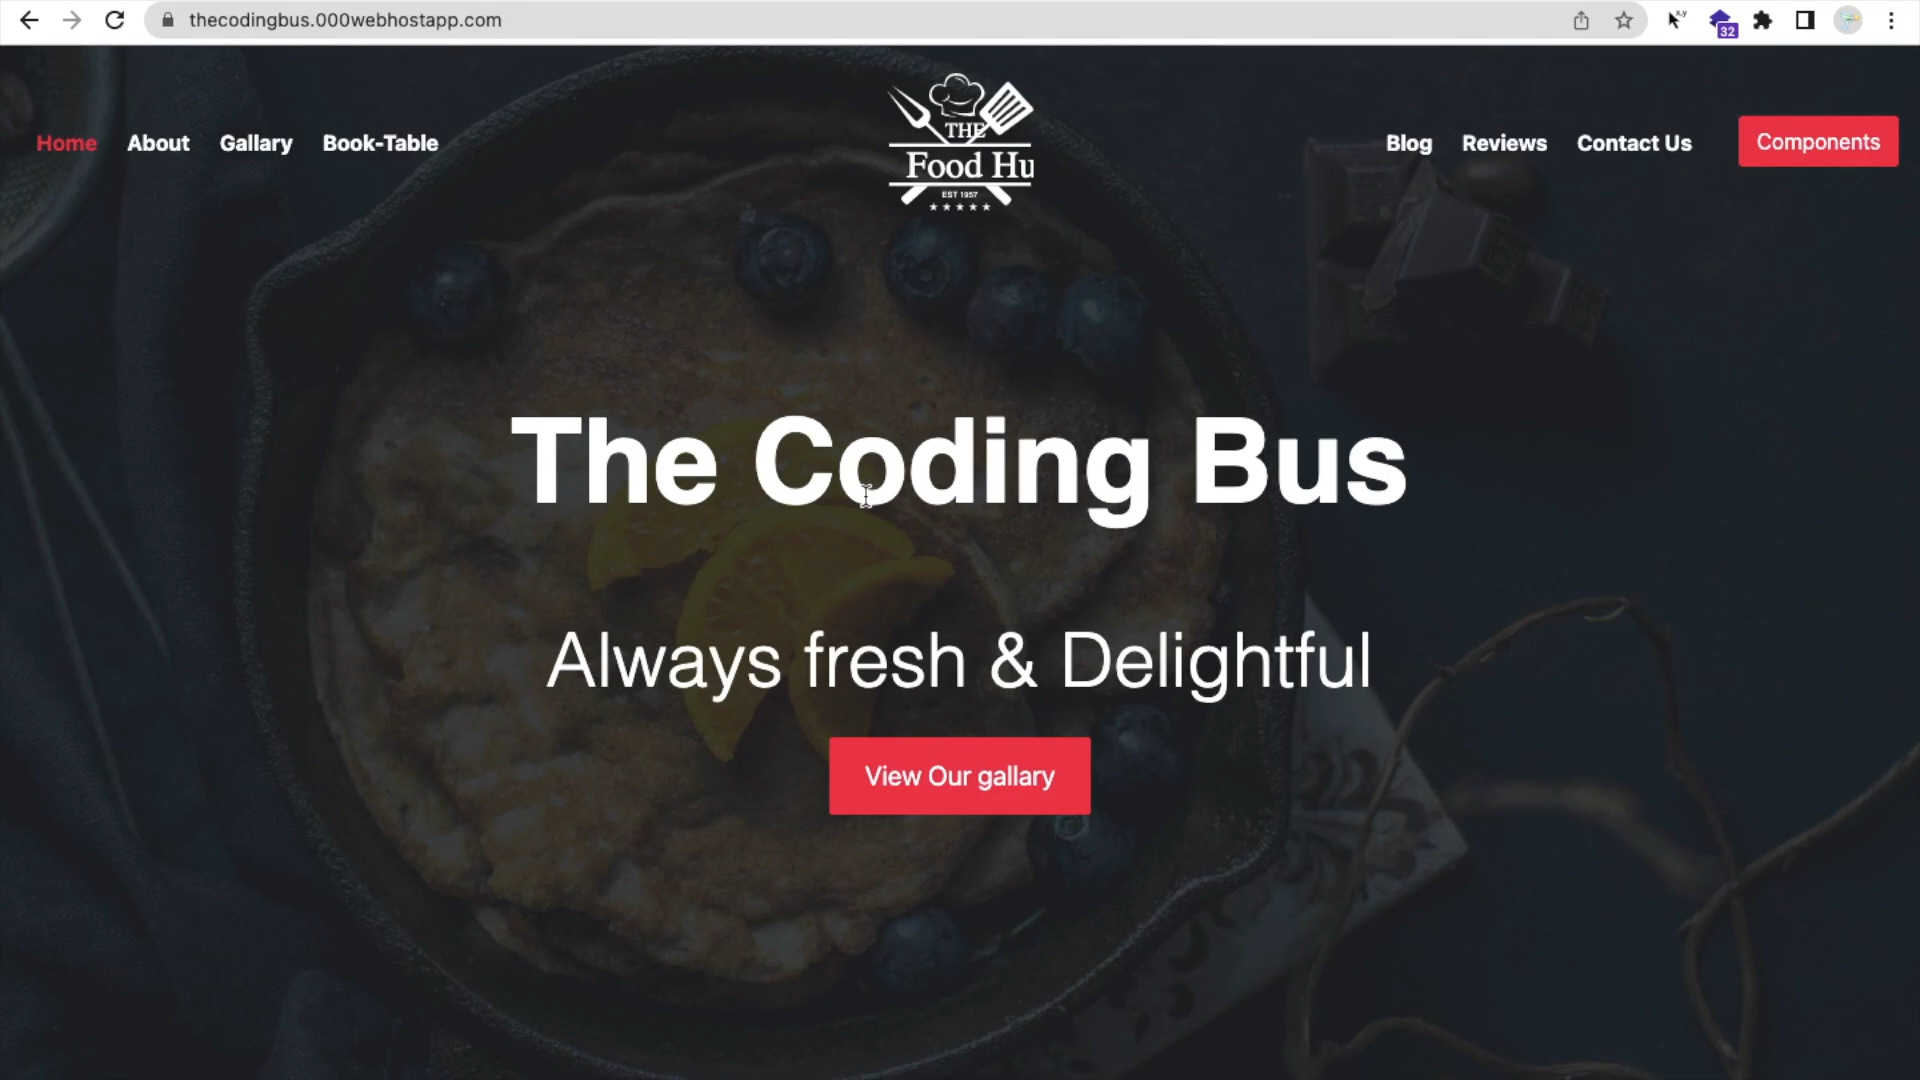 thecodingbus.000webhostapp.com
32
Home About Gallary Book-Table
THE
Food Hu
EST 1957
Blog Reviews Contact Us Components
The Coding Bus
Always fresh & Delightful
View Our gallary